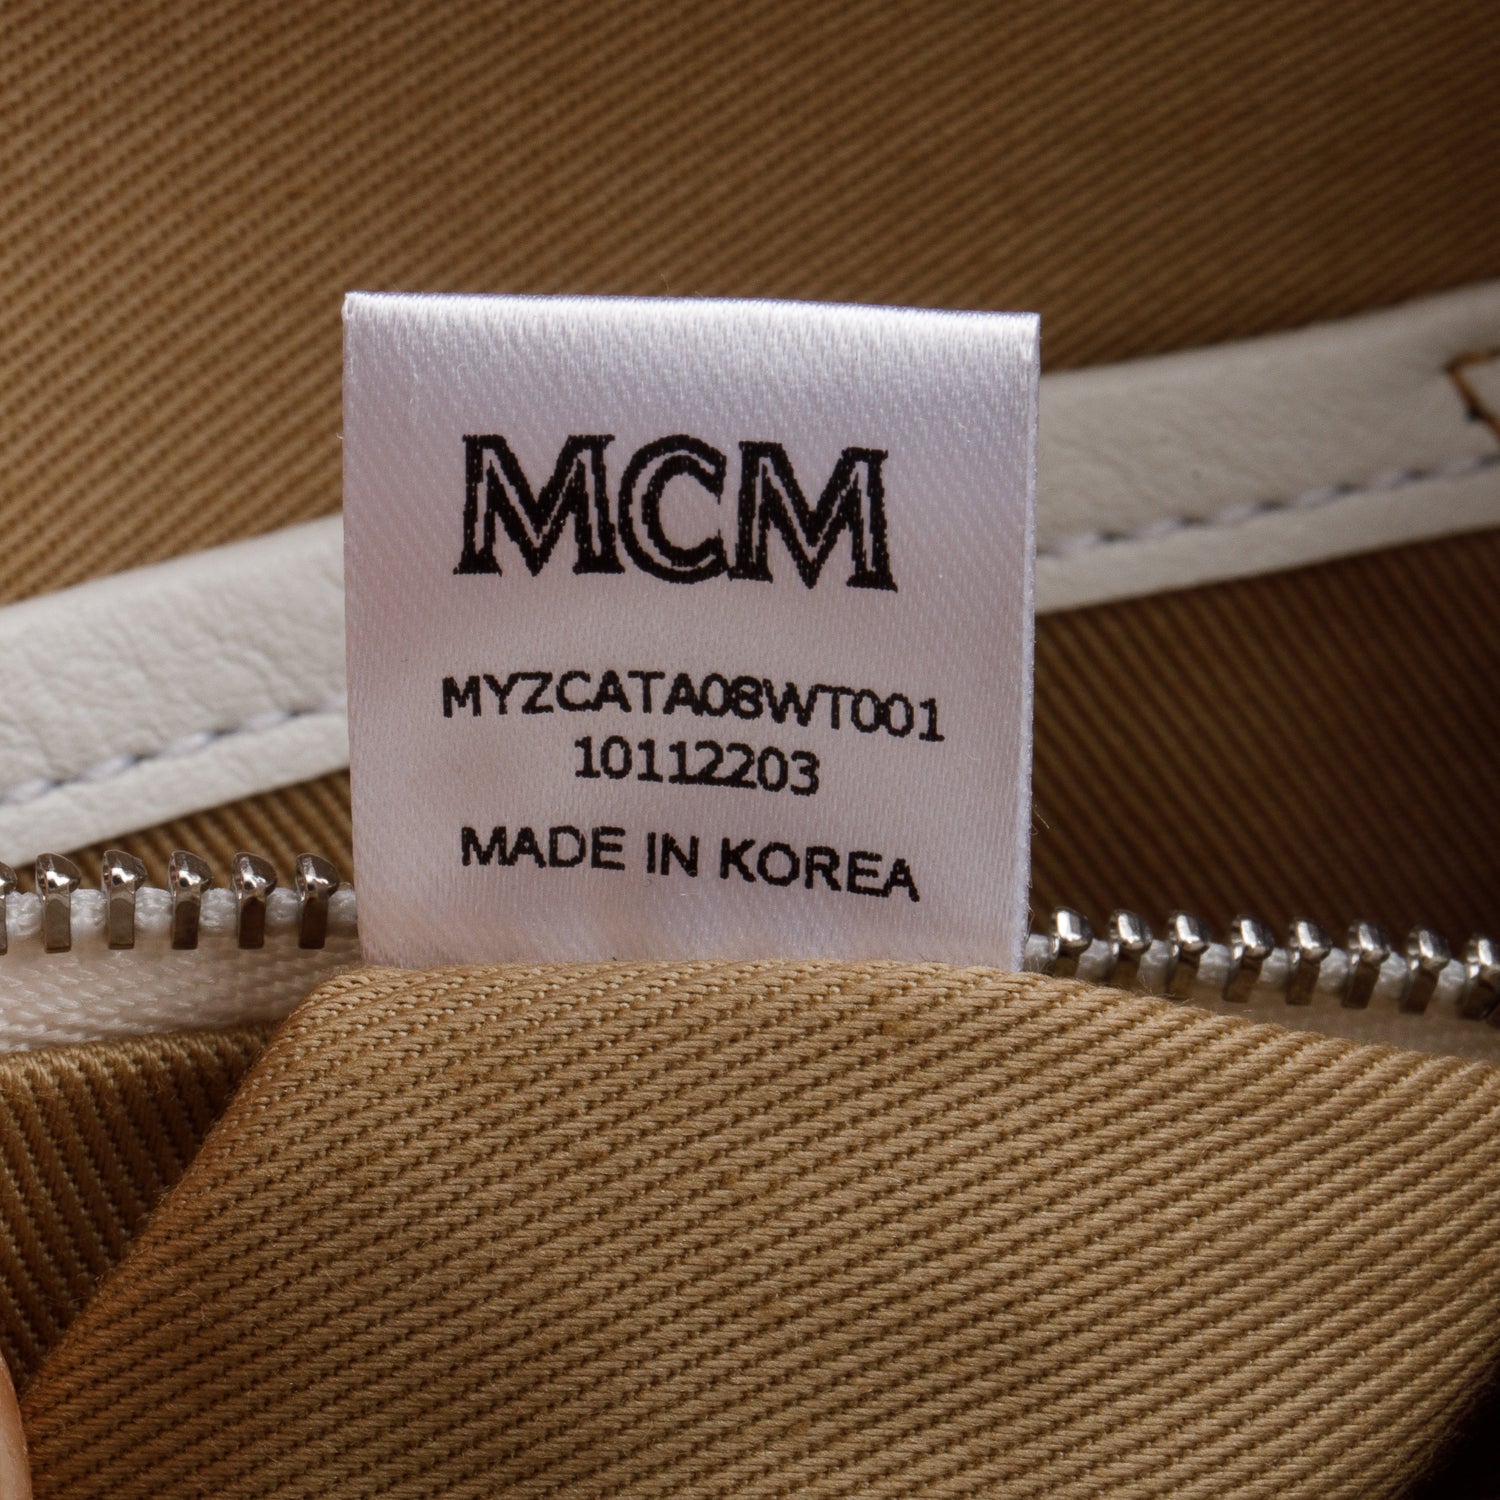 MCM
MYZCATA08WT001
10112203
MADE IN KOREA